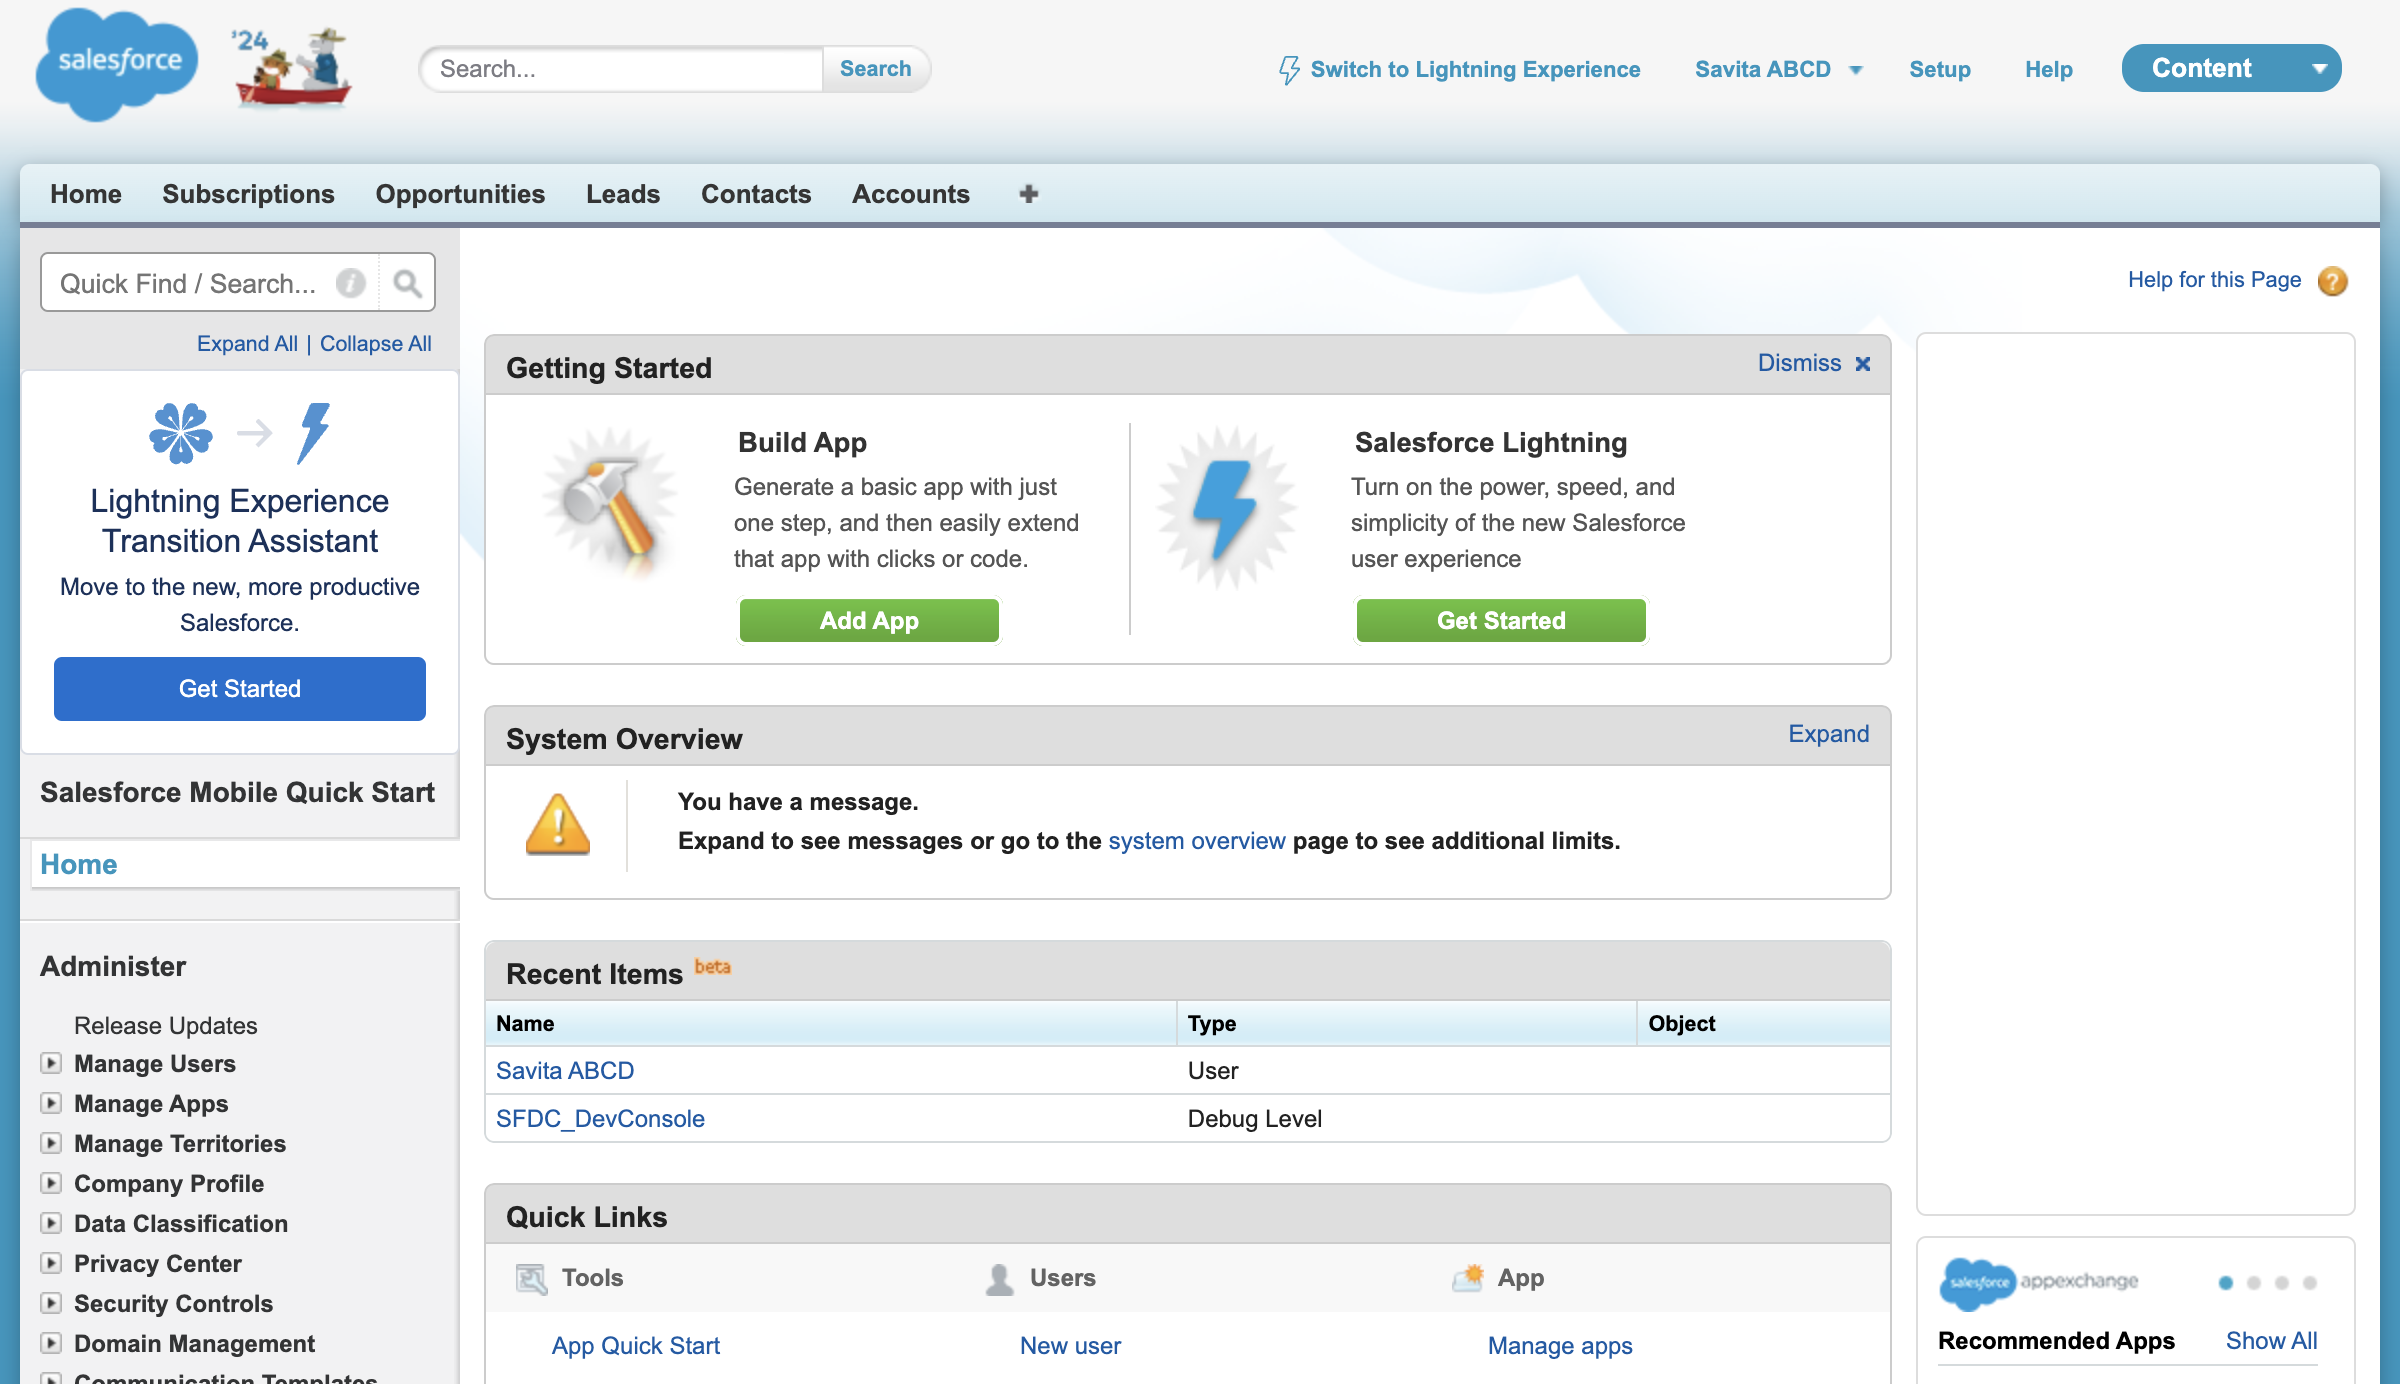 salesforce
'24
Search...
Search
Switch to Lightning Experience
Savita ABCD
Setup
Help
Content
Home
Subscriptions
Opportunities
Leads
Contacts
Accounts
Quick Find / Search...
Expand All | Collapse All
Lightning Experience
Transition Assistant
Move to the new, more productive
Salesforce.
Get Started
Salesforce Mobile Quick Start
Home
Administer
Release Updates
Manage Users
Manage Apps
Manage Territories
Company Profile
Data Classification
Privacy Center
Security Controls
Domain Management
Communication Templates
Help for this Page
Getting Started
Dismiss
Build App
Generate a basic app with just
one step, and then easily extend
that app with clicks or code.
Add App
Salesforce Lightning
Turn on the power, speed, and
simplicity of the new Salesforce
user experience
Get Started
System Overview
Expand
You have a message.
Expand to see messages or go to the system overview page to see additional limits.
Recent Items beta
Name Type Object
Savita ABCD User
SFDC_DevConsole Debug Level
Quick Links
Tools Users App
App Quick Start New user Manage apps
salesforce appexchange
Recommended Apps Show All